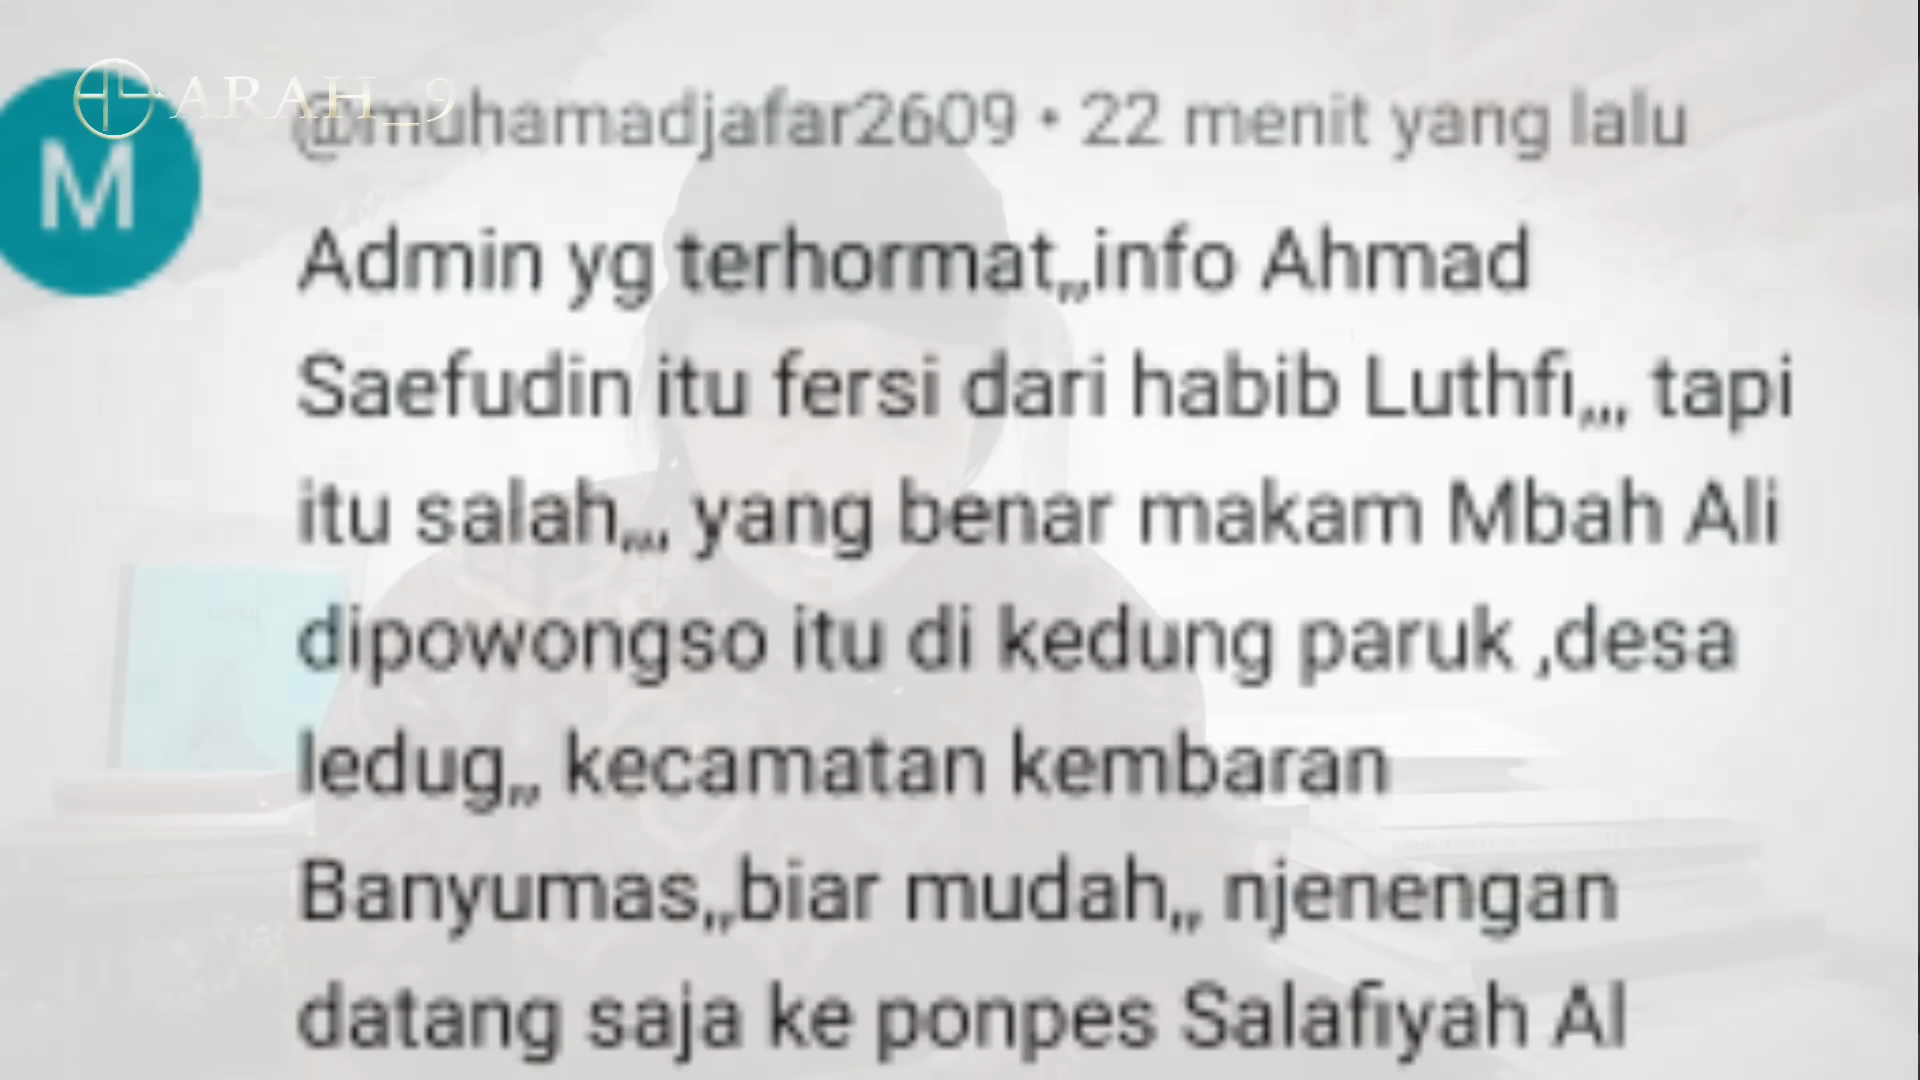 ARAH_9
@muhamadjafar2609 • 22 menit yang lalu
M
Admin yg terhormat,,info Ahmad
Saefudin itu fersi dari habib Luthfi,,, tapi
itu salah,,,, yang benar makam Mbah Ali
dipowongso itu di kedung paruk ,desa
ledug,, kecamatan kembaran
Banyumas,,biar mudah,, njenengan
datang saja ke ponpes Salafiyah Al